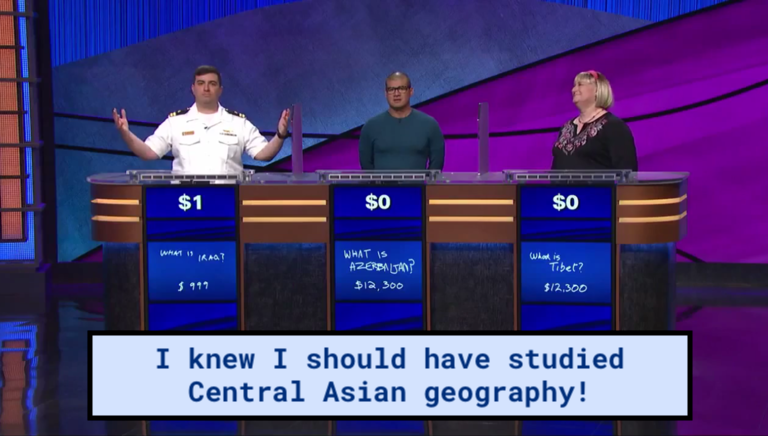 $1
$0
$0
WHAT IS IRAQ?
$999
WHAT IS
AZERBAIJAN?
$12,300
What is
Tibet?
$12,300
I knew I should have studied
Central Asian geography!